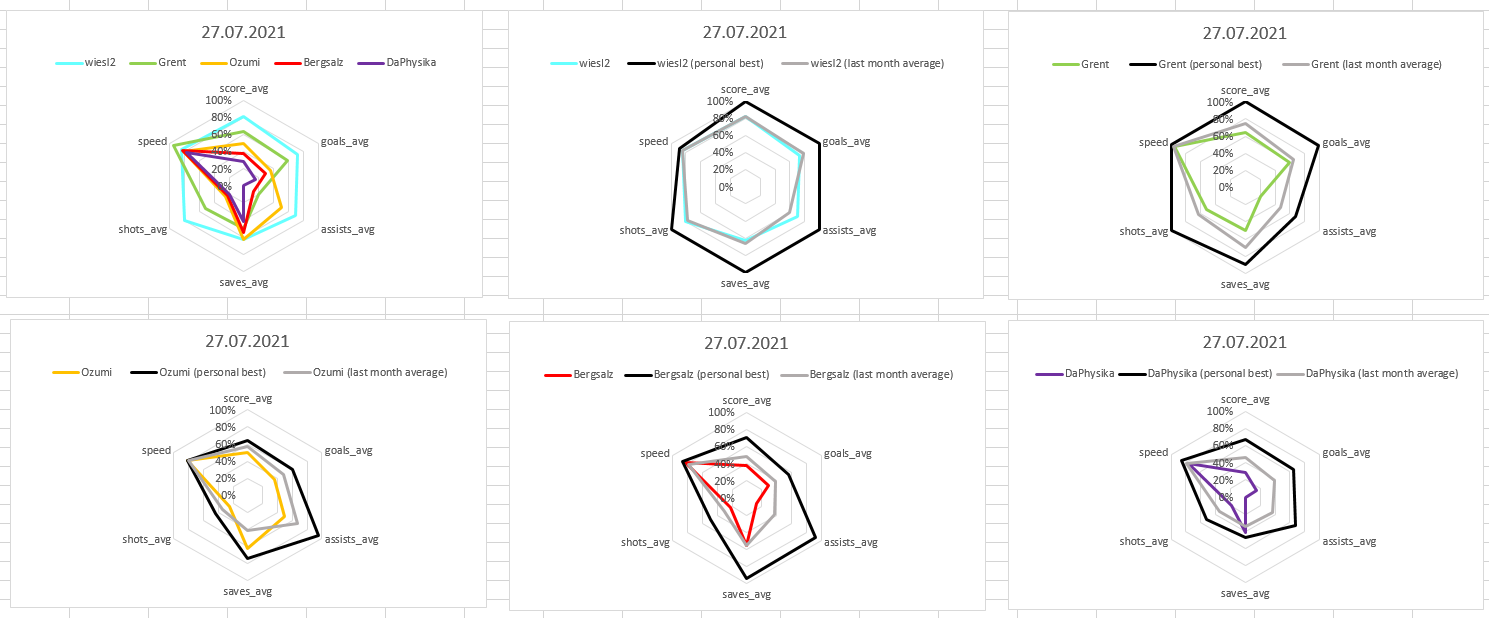 27.07.2021
wiesl2 Grent Ozumi Bergsalz DaPhysika
score_avg
100%
80%
60%
40%
20%
0%
goals_avg
assists_avg
saves_avg
shots_avg
speed
27.07.2021
wiesl2 wiesl2 (personal best) wiesl2 (last month average)
score_avg
100%
80%
60%
40%
20%
0%
goals_avg
assists_avg
saves_avg
shots_avg
speed
27.07.2021
Grent Grent (personal best) Grent (last month average)
score_avg
100%
80%
60%
40%
20%
0%
goals_avg
assists_avg
saves_avg
shots_avg
speed
27.07.2021
Ozumi Ozumi (personal best) Ozumi (last month average)
score_avg
100%
80%
60%
40%
20%
0%
goals_avg
assists_avg
saves_avg
shots_avg
speed
27.07.2021
Bergsalz Bergsalz (personal best) Bergsalz (last month average)
score_avg
100%
80%
60%
40%
20%
0%
goals_avg
assists_avg
saves_avg
shots_avg
speed
27.07.2021
DaPhysika DaPhysika (personal best) DaPhysika (last month average)
score_avg
100%
80%
60%
40%
20%
0%
goals_avg
assists_avg
saves_avg
shots_avg
speed